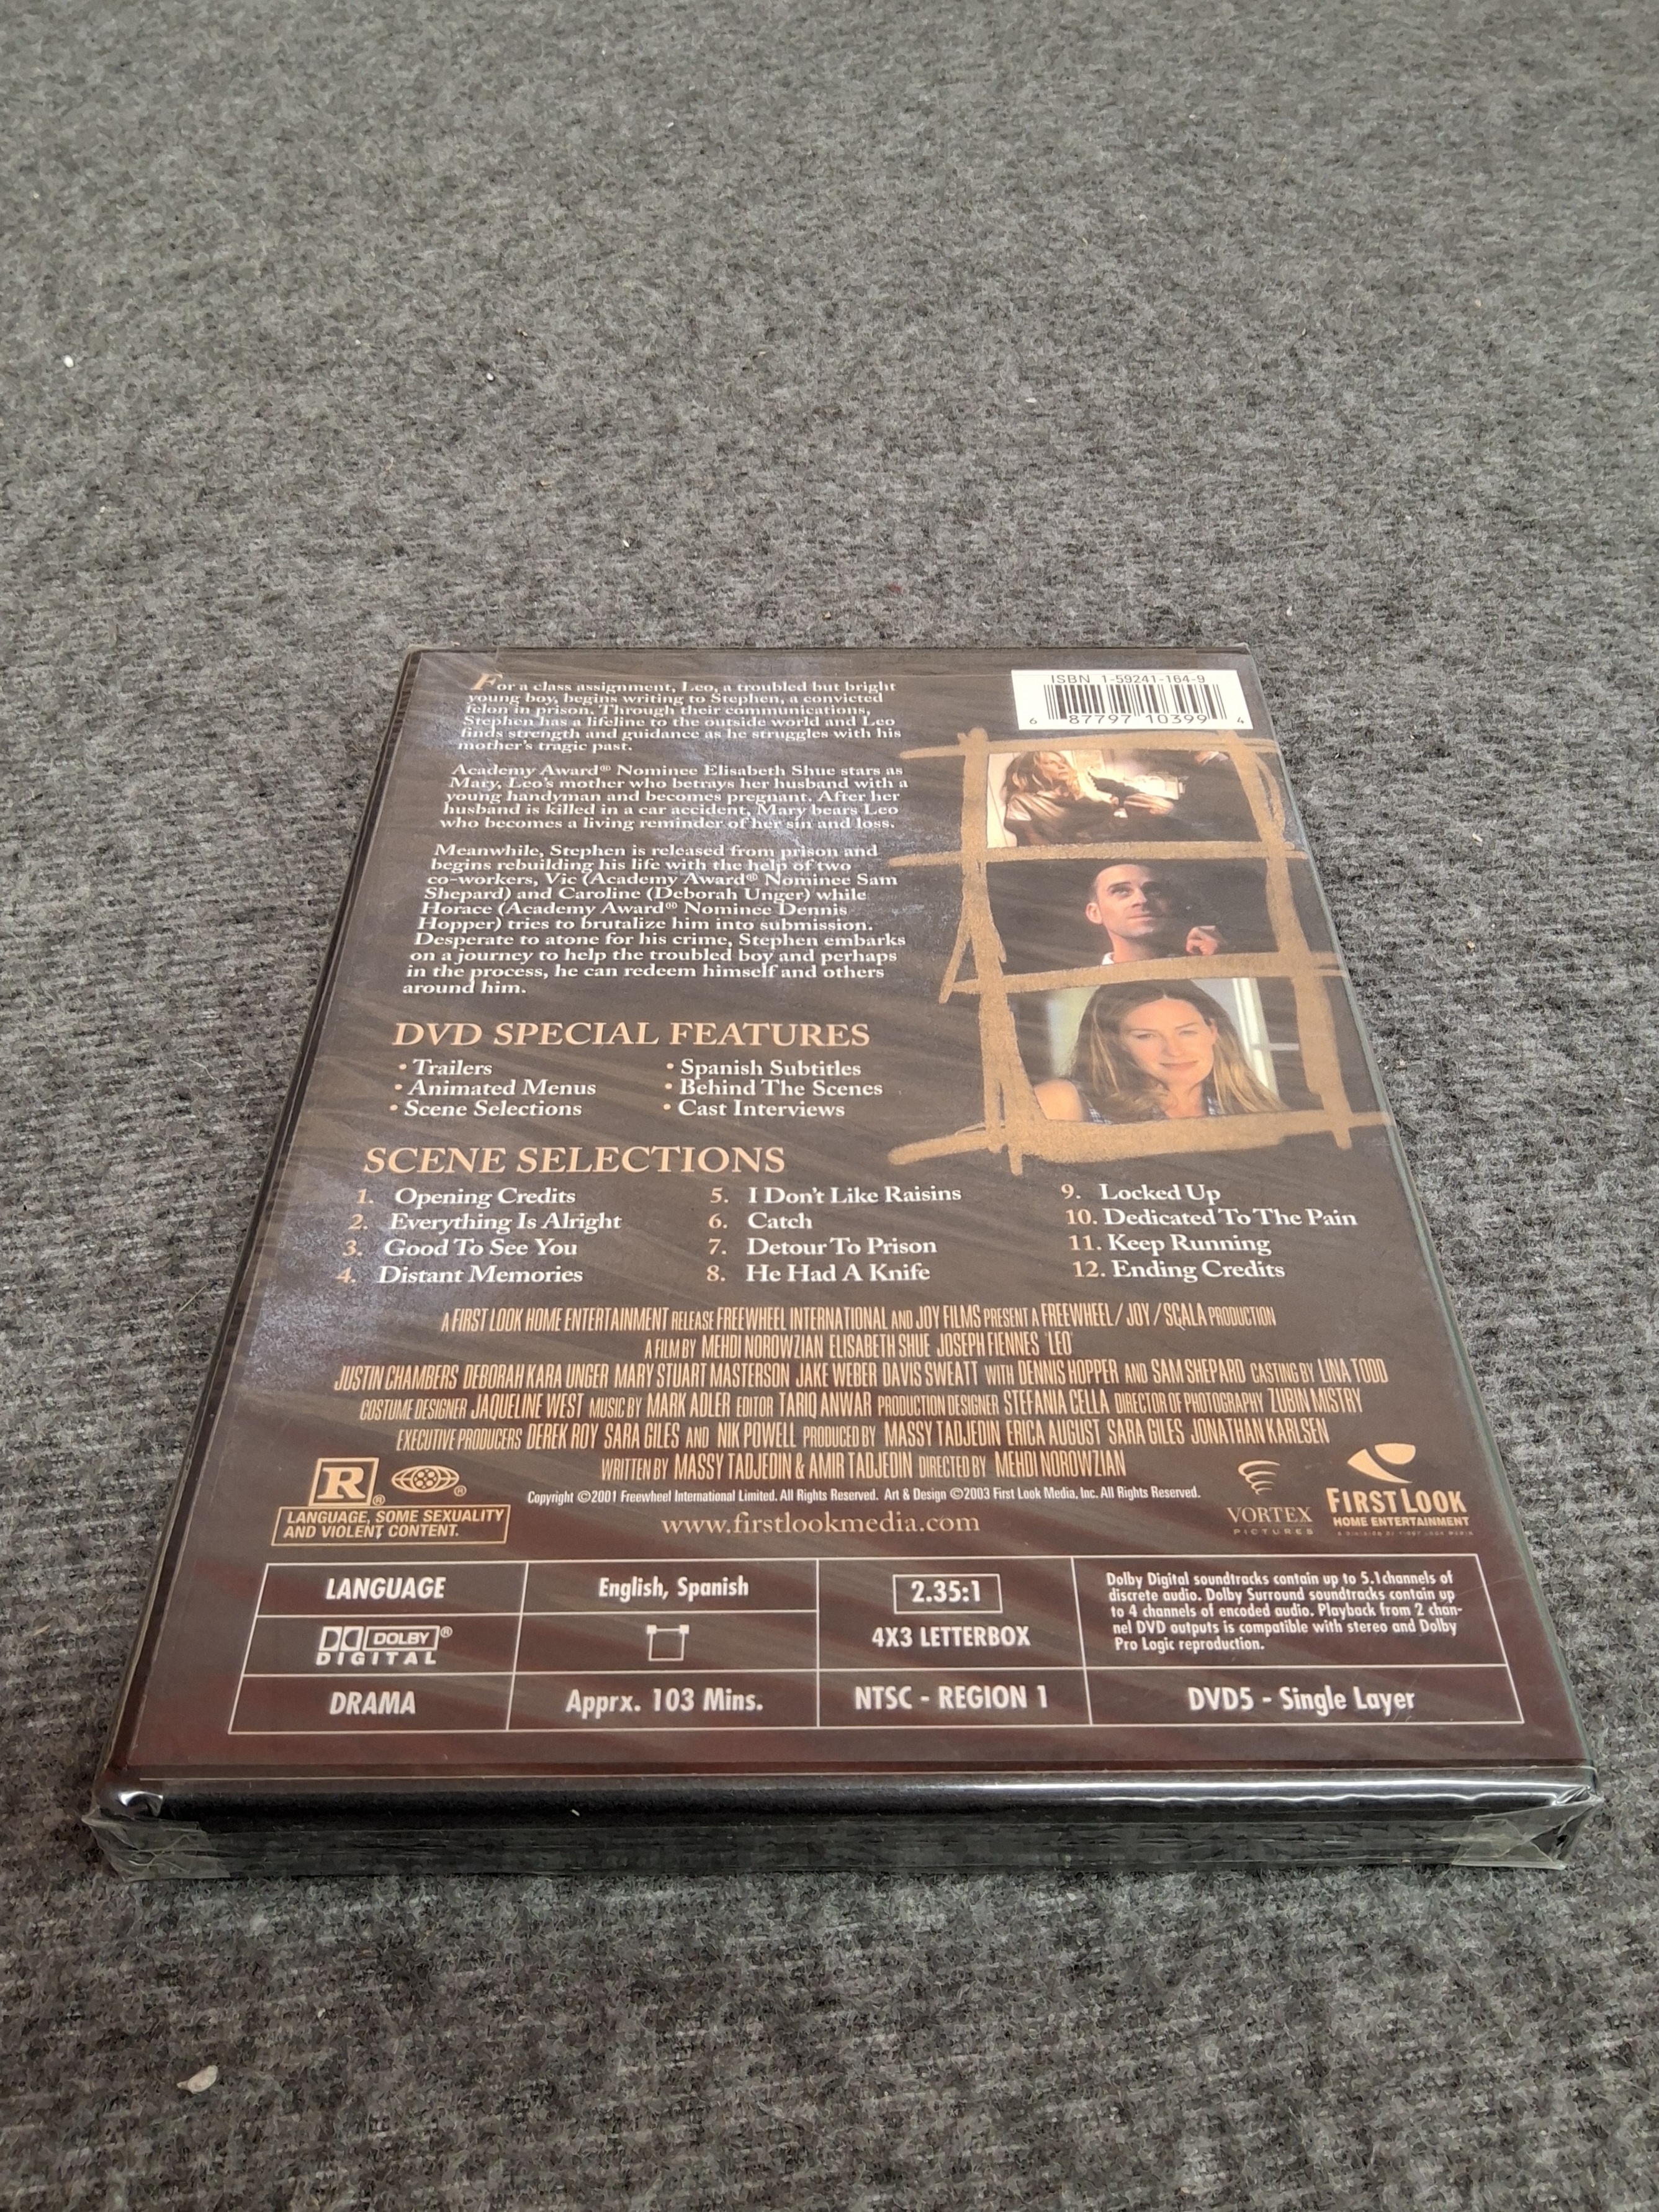 For a class assignment, Leo, a troubled but bright
young boy, begins writing to Stephen, a convicted
felon in prison. Through their communications,
Stephen has a lifeline to the outside world and Leo
finds strength and guidance as he struggles with his
mother's tragic past.
Academy Award® Nominee Elisabeth Shue stars as
Mary, Leo's mother who betrays her husband with a
young handyman and becomes pregnant. After her
husband is killed in a car accident, Mary bears Leo
who becomes a living reminder of her sin and loss.
Meanwhile, Stephen is released from prison and
begins rebuilding his life with the help of two
co-workers, Vic (Academy Award® Nominee Sam
Shepard) and Caroline (Deborah Unger) while
Horace (Academy Award® Nominee Dennis
Hopper) tries to brutalize him into submission.
Desperate to atone for his crime, Stephen embarks
on a journey to help the troubled boy and perhaps
in the process, he can redeem himself and others
around him.
ISBN 1-59241-164-9
6 87797 10399 4
DVD SPECIAL FEATURES
• Trailers
• Animated Menus
• Scene Selections
• Spanish Subtitles
• Behind The Scenes
• Cast Interviews
SCENE SELECTIONS
1. Opening Credits
2. Everything Is Alright
3. Good To See You
4. Distant Memories
5. I Don't Like Raisins
6. Catch
7. Detour To Prison
8. He Had A Knife
9. Locked Up
10. Dedicated To The Pain
11. Keep Running
12. Ending Credits
A FIRST LOOK HOME ENTERTAINMENT RELEASE FREEWHEEL INTERNATIONAL AND JOY FILMS PRESENT A FREEWHEEL / JOY / SCALA PRODUCTION
A FILM BY MEHDI NOROWZIAN ELISABETH SHUE JOSEPH FIENNES "LEO"
JUSTIN CHAMBERS DEBORAH KARA UNGER MARY STUART MASTERSON JAKE WEBER DAVIS SWEATT WITH DENNIS HOPPER AND SAM SHEPARD CASTING BY LINA TODD
COSTUME DESIGNER JAQUELINE WEST MUSIC BY MARK ADLER EDITOR TARIQ ANWAR PRODUCTION DESIGNER STEFANIA CELLA DIRECTOR OF PHOTOGRAPHY ZUBIN MISTRY
EXECUTIVE PRODUCERS DEREK ROY SARA GILES AND NIK POWELL PRODUCED BY MASSY TADJEDIN ERICA AUGUST SARA GILES JONATHAN KARLSEN
WRITTEN BY MASSY TADJEDIN & AMIR TADJEDIN DIRECTED BY MEHDI NOROWZIAN
Copyright ©2001 Freewheel International Limited. All Rights Reserved. Art & Design ©2003 First Look Media, Inc. All Rights Reserved.
www.firstlookmedia.com
R®
®
LANGUAGE, SOME SEXUALITY
AND VIOLENT CONTENT.
VORTEX
PICTURES
FIRST LOOK
HOME ENTERTAINMENT
A DIVISION OF FIRST LOOK MEDIA
LANGUAGE
English, Spanish
2.35:1
4X3 LETTERBOX
Dolby Digital soundtracks contain up to 5.1channels of
discrete audio. Dolby Surround soundtracks contain up
to 4 channels of encoded audio. Playback from 2 chan-
nel DVD outputs is compatible with stereo and Dolby
Pro Logic reproduction.
DOLBY®
DIGITAL
DRAMA
Apprx. 103 Mins.
NTSC - REGION 1
DVD5 - Single Layer